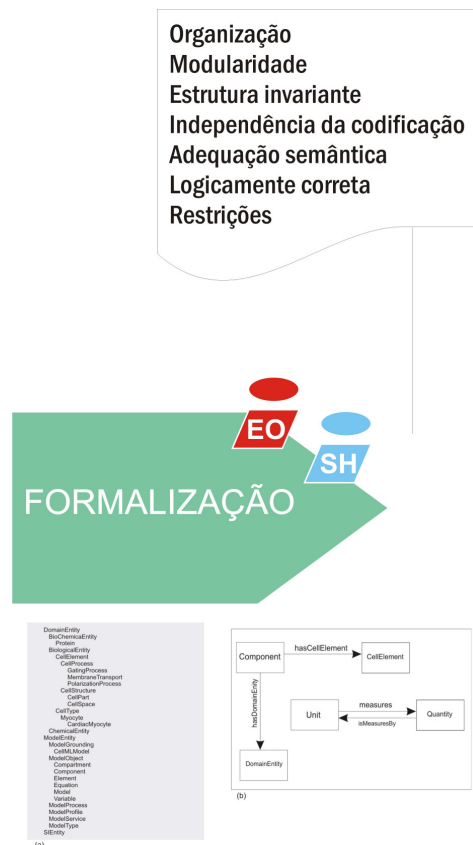 Organização
Modularidade
Estrutura invariante
Independência da codificação
Adequação semântica
Logicamente correta
Restrições
EO
SH
FORMALIZAÇÃO
DomainEntity
BioChemicaEntity
Protein
BiologicalEntity
CellElement
CellProcess
GatingProcess
MembraneTransport
PolarizationProcess
CellStructure
CellPart
CellSpace
CellType
Myocyte
CardiacMyocyte
ChemicalEntity
ModelEntity
ModelGrounding
CellMLModel
ModelObject
Compartment
Component
Element
Equation
Model
Variable
ModelProcess
ModelProfile
ModelService
ModelType
SIEntity
(a)
Component
hasCellElement
CellElement
hasDomainEntity
Unit
measures
isMeasuresBy
Quantity
DomainEntity
(b)